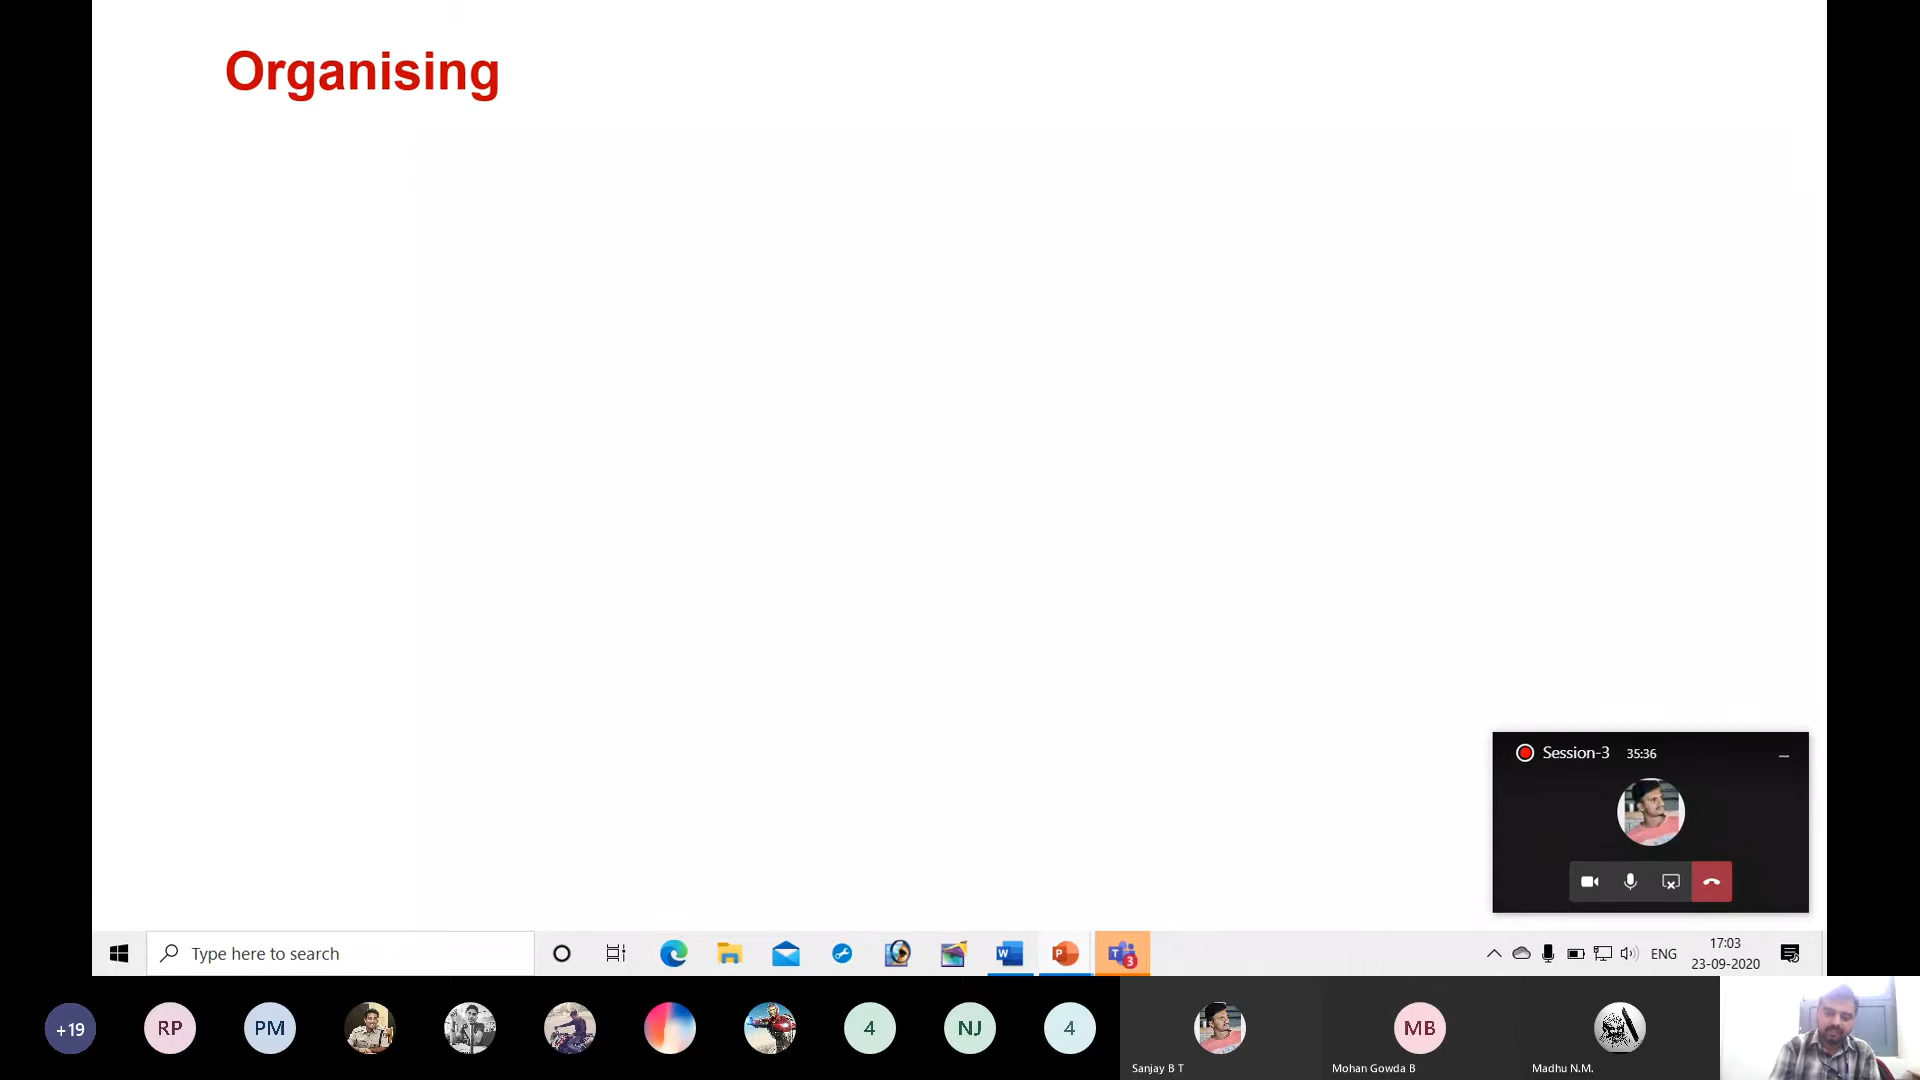 Organising
Session-3 35:36
Type here to search
W
P
T
3
ENG
17:03
23-09-2020
+19
RP
PM
4
NJ
4
MB
Sanjay B T
Mohan Gowda B
Madhu N.M.